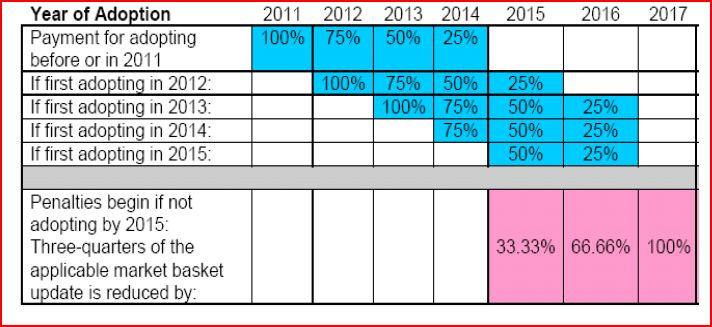 Year of Adoption 2011 2012 2013 2014 2015 2016 2017
Payment for adopting
before or in 2011 100% 75% 50% 25%
If first adopting in 2012: 100% 75% 50% 25%
If first adopting in 2013: 100% 75% 50% 25%
If first adopting in 2014: 75% 50% 25%
If first adopting in 2015: 50% 25%
Penalties begin if not
adopting by 2015:
Three-quarters of the 33.33% 66.66% 100%
applicable market basket
update is reduced by: